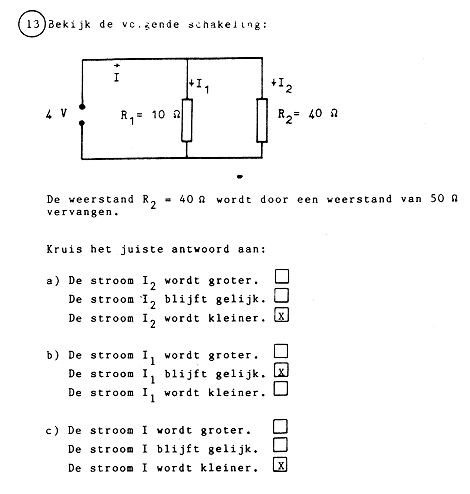 13 Bekijk de volgende schakeling:
I
↓I1
↓I2
4 V
R1= 10 Ω
R2= 40 Ω
De weerstand R2 = 40 Ω wordt door een weerstand van 50 Ω
vervangen.
Kruis het juiste antwoord aan:
a) De stroom I2 wordt groter.
De stroom I2 blijft gelijk.
De stroom I2 wordt kleiner. x
b) De stroom I1 wordt groter.
De stroom I1 blijft gelijk. x
De stroom I1 wordt kleiner.
c) De stroom I wordt groter.
De stroom I blijft gelijk.
De stroom I wordt kleiner. x